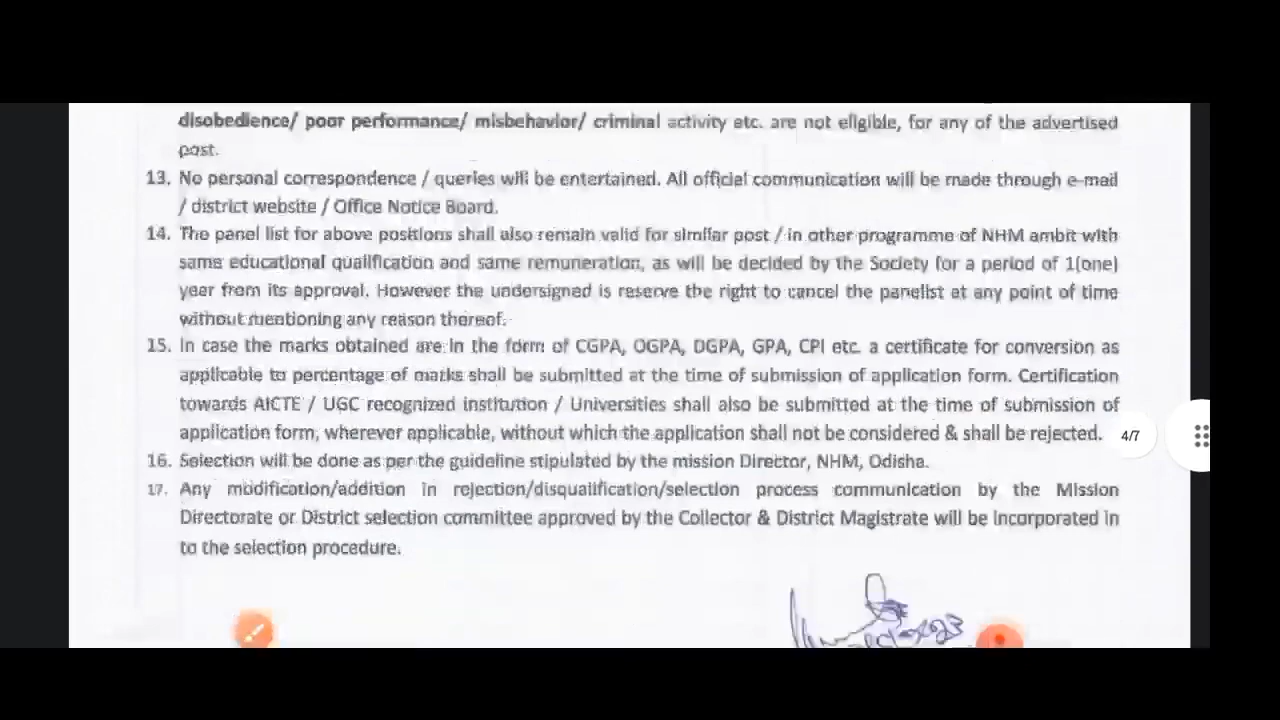 disobedience/ poor performance/ misbehavior/ criminal activity etc. are not eligible, for any of the advertised
post.
13. No personal correspondence / queries will be entertained. All official communication will be made through e-mail
/ district website / Office Notice Board.
14. The panel list for above positions shall also remain valid for similar post / in other programme of NHM ambit with
same educational qualification and same remuneration, as will be decided by the Society for a period of 1(one)
year from its approval. However the undersigned is reserve the right to cancel the panelist at any point of time
without mentioning any reason thereof.
15. In case the marks obtained are in the form of CGPA, OGPA, DGPA, GPA, CPI etc. a certificate for conversion as
applicable to percentage of marks shall be submitted at the time of submission of application form. Certification
towards AICTE / UGC recognized institution / Universities shall also be submitted at the time of submission of
application form, wherever applicable, without which the application shall not be considered & shall be rejected.
4/7
16. Selection will be done as per the guideline stipulated by the mission Director, NHM, Odisha.
17. Any modification/addition in rejection/disqualification/selection process communication by the Mission
Directorate or District selection committee approved by the Collector & District Magistrate will be incorporated in
to the selection procedure.